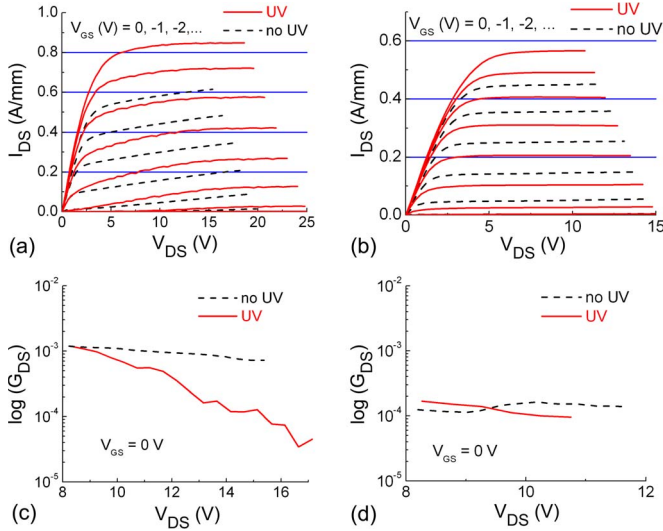 V_GS (V) = 0, -1, -2,...
UV
no UV
I_DS (A/mm)
1.0
0.8
0.6
0.4
0.2
0.0
0 5 10 15 20 25
V_DS (V)
(a)
V_GS (V) = 0, -1, -2, ...
UV
no UV
I_DS (A/mm)
0.6
0.4
0.2
0.0
0 5 10 15
V_DS (V)
(b)
no UV
UV
log (G_DS)
10^-2
10^-3
10^-4
10^-5
V_GS = 0 V
8 10 12 14 16
V_DS (V)
(c)
no UV
UV
log (G_DS)
10^-2
10^-3
10^-4
10^-5
V_GS = 0 V
8 10 12
V_DS (V)
(d)